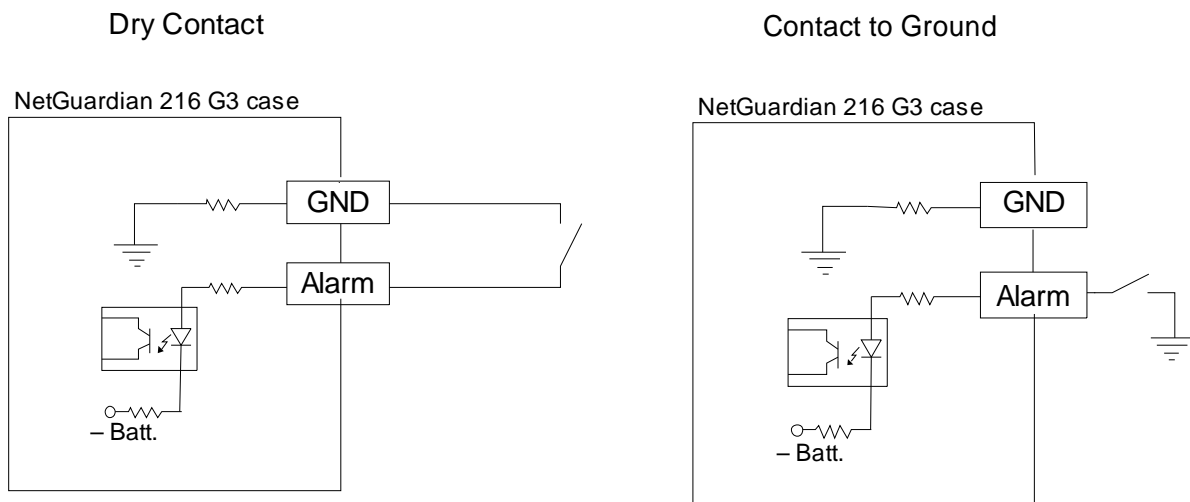 Dry Contact
Contact to Ground
NetGuardian 216 G3 case
NetGuardian 216 G3 case
GND
GND
Alarm
Alarm
– Batt.
– Batt.